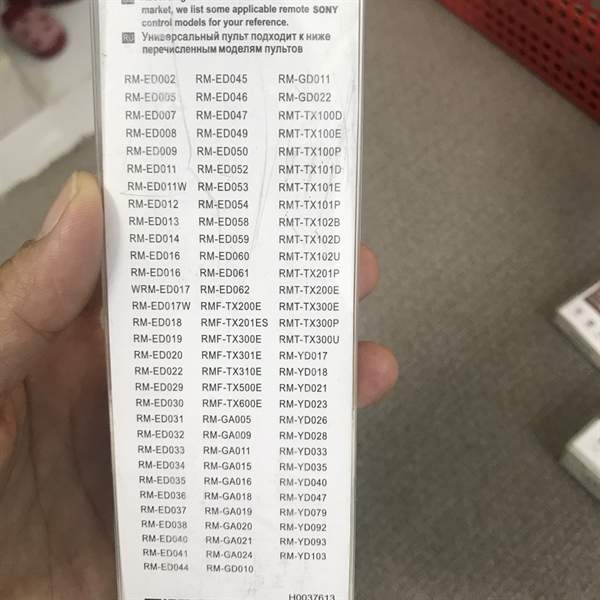 market, we list some applicable remote SONY
control models for your reference.
RU Универсальный пульт подходит к ниже
перечисленным моделям пультов
RM-ED002 RM-ED045 RM-GD011
RM-ED005 RM-ED046 RM-GD022
RM-ED007 RM-ED047 RMT-TX100D
RM-ED008 RM-ED049 RMT-TX100E
RM-ED009 RM-ED050 RMT-TX100P
RM-ED011 RM-ED052 RMT-TX101D
RM-ED011W RM-ED053 RMT-TX101E
RM-ED012 RM-ED054 RMT-TX101P
RM-ED013 RM-ED058 RMT-TX102B
RM-ED014 RM-ED059 RMT-TX102D
RM-ED016 RM-ED060 RMT-TX102U
RM-ED016 RM-ED061 RMT-TX201P
WRM-ED017 RM-ED062 RMT-TX200E
RM-ED017W RMF-TX200E RMT-TX300E
RM-ED018 RMF-TX201ES RMT-TX300P
RM-ED019 RMF-TX300E RMT-TX300U
RM-ED020 RMF-TX301E RM-YD017
RM-ED022 RMF-TX310E RM-YD018
RM-ED029 RMF-TX500E RM-YD021
RM-ED030 RMF-TX600E RM-YD023
RM-ED031 RM-GA005 RM-YD026
RM-ED032 RM-GA009 RM-YD028
RM-ED033 RM-GA011 RM-YD033
RM-ED034 RM-GA015 RM-YD035
RM-ED035 RM-GA016 RM-YD040
RM-ED036 RM-GA018 RM-YD047
RM-ED037 RM-GA019 RM-YD079
RM-ED038 RM-GA020 RM-YD092
RM-ED040 RM-GA021 RM-YD093
RM-ED041 RM-GA024 RM-YD103
RM-ED044 RM-GD010
H0037613